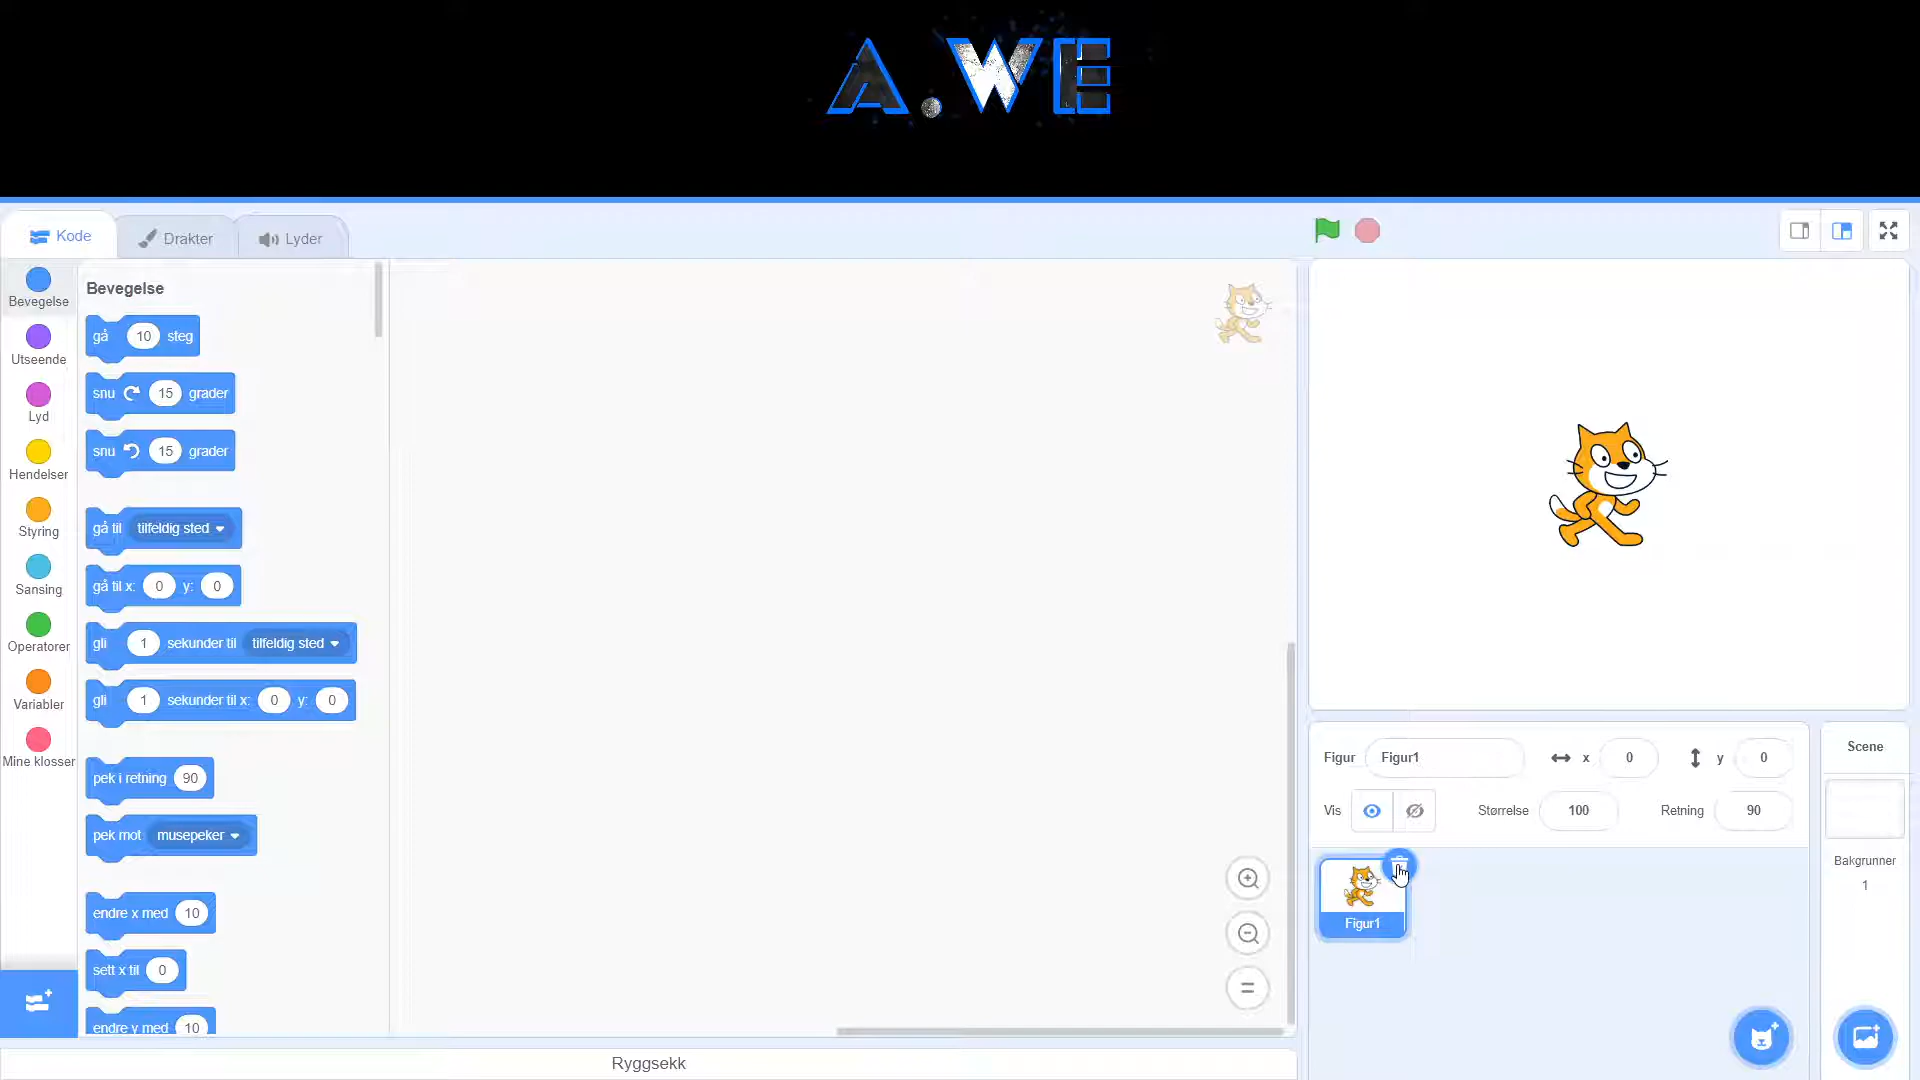 A.WE
Kode
Drakter
Lyder
Bevegelse
Utseende
Lyd
Hendelser
Styring
Sansing
Operatorer
Variabler
Mine klosser
Bevegelse
gå 10 steg
snu 15 grader
snu 15 grader
gå til tilfeldig sted
gå til x: 0 y: 0
gli 1 sekunder til tilfeldig sted
gli 1 sekunder til x: 0 y: 0
pek i retning 90
pek mot musepeker
endre x med 10
sett x til 0
endre y med 10
Ryggsekk
Figur Figur1 x 0 y 0
Vis Størrelse 100 Retning 90
Figur1
Scene
Bakgrunner
1